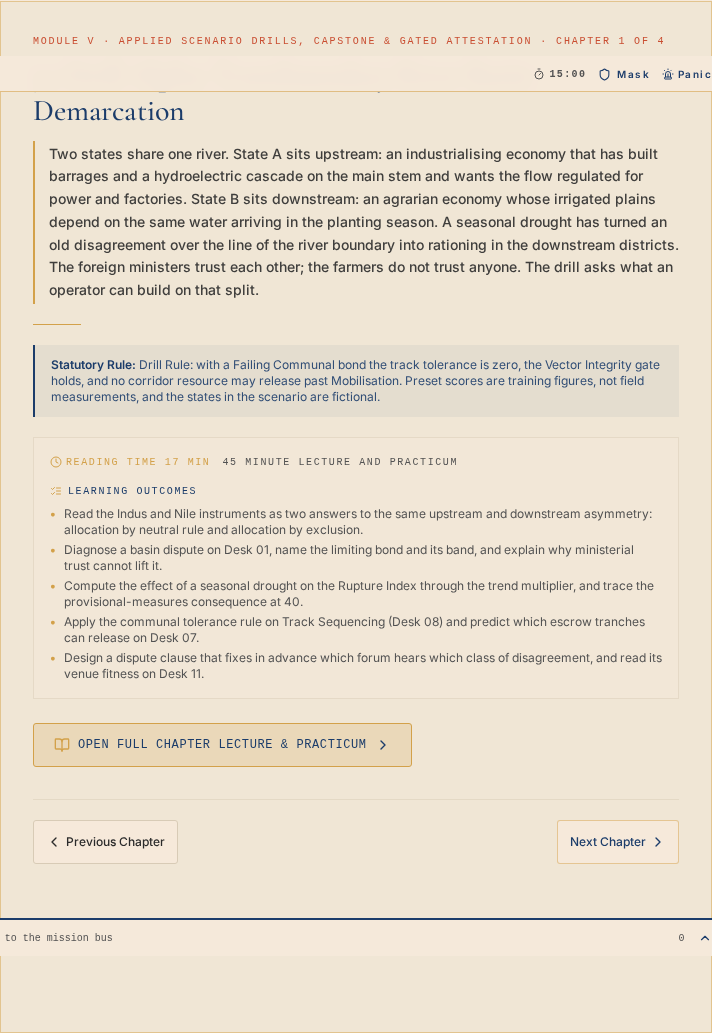 MODULE V · APPLIED SCENARIO DRILLS, CAPSTONE & GATED ATTESTATION · CHAPTER 1 OF 4
15:00 Mask Panic
Demarcation
Two states share one river. State A sits upstream: an industrialising economy that has built
barrages and a hydroelectric cascade on the main stem and wants the flow regulated for
power and factories. State B sits downstream: an agrarian economy whose irrigated plains
depend on the same water arriving in the planting season. A seasonal drought has turned an
old disagreement over the line of the river boundary into rationing in the downstream districts.
The foreign ministers trust each other; the farmers do not trust anyone. The drill asks what an
operator can build on that split.
Statutory Rule: Drill Rule: with a Failing Communal bond the track tolerance is zero, the Vector Integrity gate
holds, and no corridor resource may release past Mobilisation. Preset scores are training figures, not field
measurements, and the states in the scenario are fictional.
READING TIME 17 MIN 45 MINUTE LECTURE AND PRACTICUM
LEARNING OUTCOMES
• Read the Indus and Nile instruments as two answers to the same upstream and downstream asymmetry:
allocation by neutral rule and allocation by exclusion.
• Diagnose a basin dispute on Desk 01, name the limiting bond and its band, and explain why ministerial
trust cannot lift it.
• Compute the effect of a seasonal drought on the Rupture Index through the trend multiplier, and trace the
provisional-measures consequence at 40.
• Apply the communal tolerance rule on Track Sequencing (Desk 08) and predict which escrow tranches
can release on Desk 07.
• Design a dispute clause that fixes in advance which forum hears which class of disagreement, and read its
venue fitness on Desk 11.
OPEN FULL CHAPTER LECTURE & PRACTICUM
Previous Chapter
Next Chapter
to the mission bus
0